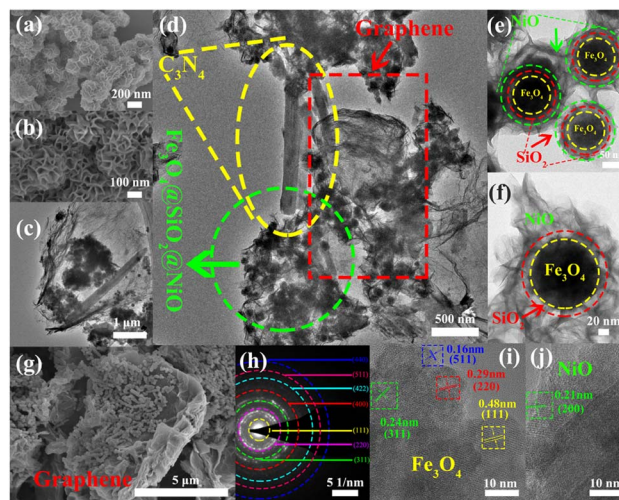 (a)
200 nm
(b)
100 nm
(c)
1 µm
(d)
C₃N₄
Graphene
Fe₃O₄@SiO₂@NiO
500 nm
(e)
NiO
Fe₃O₄
Fe₃O₄
Fe₃O₄
SiO₂
50 nm
(f)
NiO
Fe₃O₄
SiO₂
20 nm
(g)
Graphene
5 µm
(h)
(511)
(422)
(400)
(111)
(220)
(311)
5 1/nm
(i)
0.16nm
(511)
0.29nm
(220)
0.24nm
(311)
0.48nm
(111)
Fe₃O₄
10 nm
(j)
NiO
0.21nm
(200)
10 nm